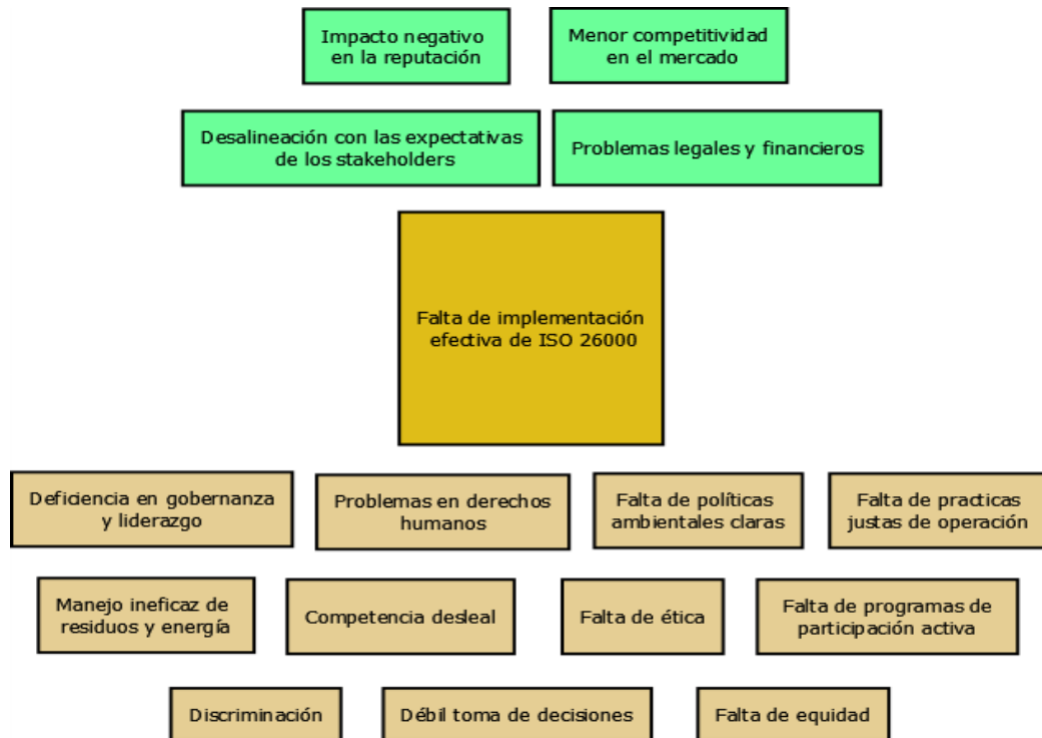 Impacto negativo
en la reputación
Menor competitividad
en el mercado
Desalineación con las expectativas
de los stakeholders
Problemas legales y financieros
Falta de implementación
efectiva de ISO 26000
Deficiencia en gobernanza
y liderazgo
Problemas en derechos
humanos
Falta de políticas
ambientales claras
Falta de practicas
justas de operación
Manejo ineficaz de
residuos y energía
Competencia desleal
Falta de ética
Falta de programas de
participación activa
Discriminación
Débil toma de decisiones
Falta de equidad